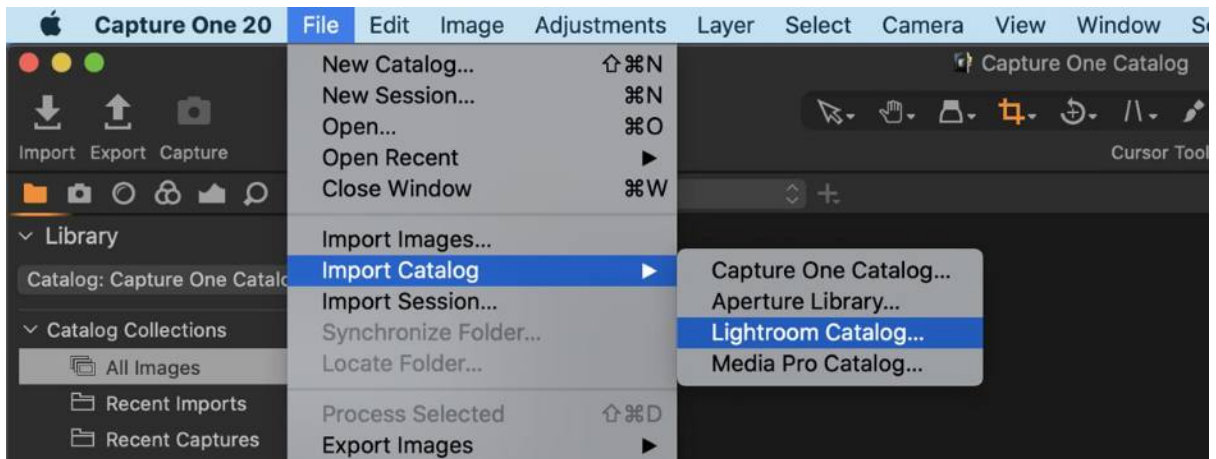 Capture One 20 File Edit Image Adjustments Layer Select Camera View Window
Capture One Catalog
Import Export Capture
Cursor Tool
Library
Catalog: Capture One Catalo
Catalog Collections
All Images
Recent Imports
Recent Captures
New Catalog... ⇧⌘N
New Session... ⌘N
Open... ⌘O
Open Recent ▶
Close Window ⌘W
Import Images...
Import Catalog ▶
Import Session...
Synchronize Folder...
Locate Folder...
Process Selected ⇧⌘D
Export Images ▶
Capture One Catalog...
Aperture Library...
Lightroom Catalog...
Media Pro Catalog...